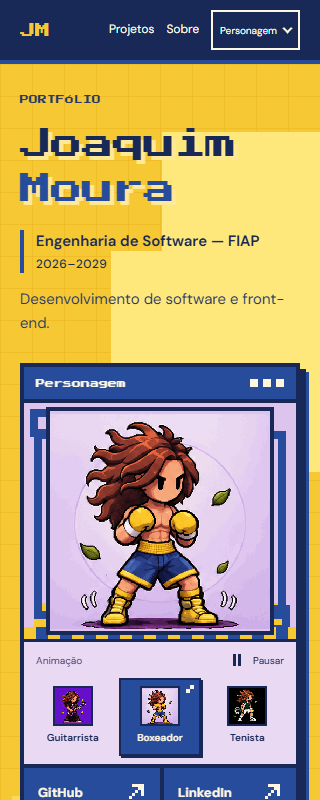 JM
Projetos Sobre Personagem
PORTFóLIO
Joaquim
Moura
Engenharia de Software — FIAP
2026–2029
Desenvolvimento de software e front-
end.
Personagem
Animação Pausar
Guitarrista Boxeador Tenista
GitHub LinkedIn